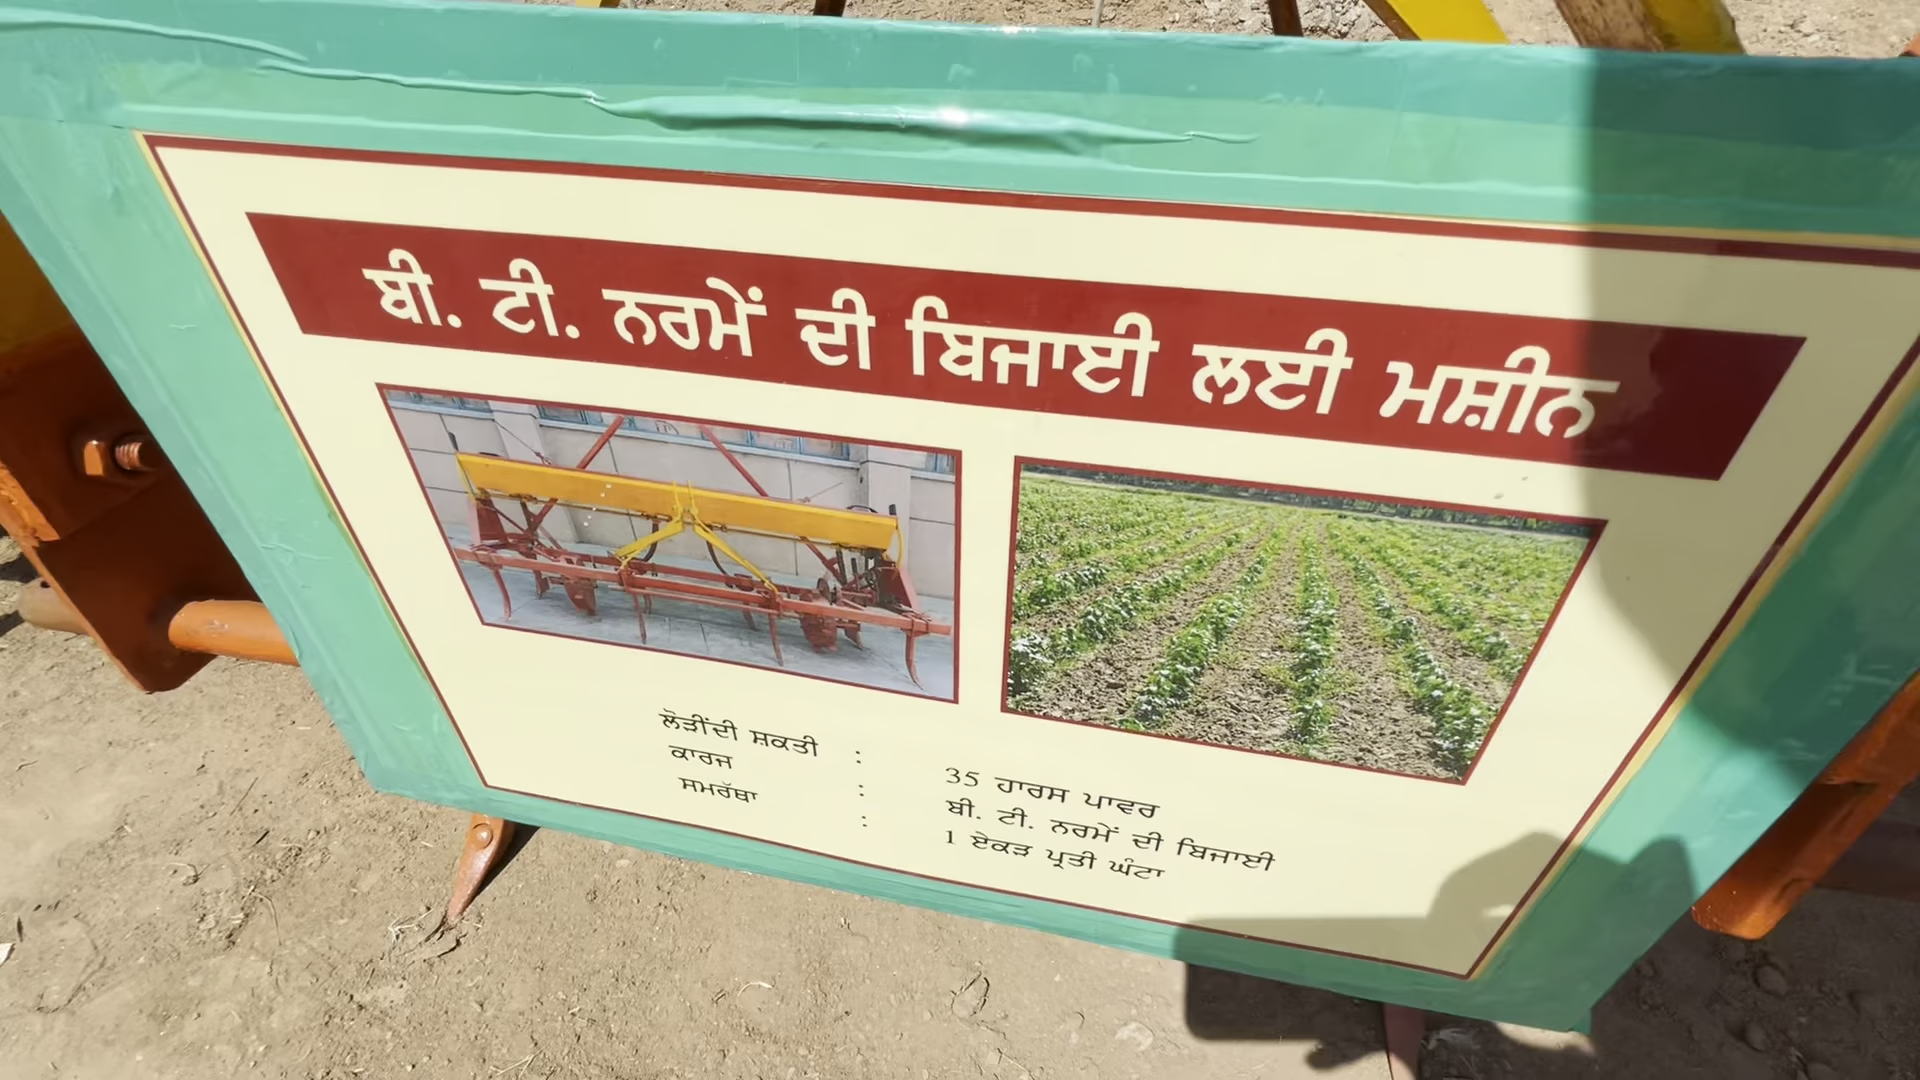 ਬੀ. ਟੀ. ਨਰਮੇਂ ਦੀ ਬਿਜਾਈ ਲਈ ਮਸ਼ੀਨ
ਲੋੜੀਂਦੀ ਸ਼ਕਤੀ : 35 ਹਾਰਸ ਪਾਵਰ
ਕਾਰਜ : ਬੀ. ਟੀ. ਨਰਮੇਂ ਦੀ ਬਿਜਾਈ
ਸਮਰੱਥਾ : 1 ਏਕੜ ਪ੍ਰਤੀ ਘੰਟਾ